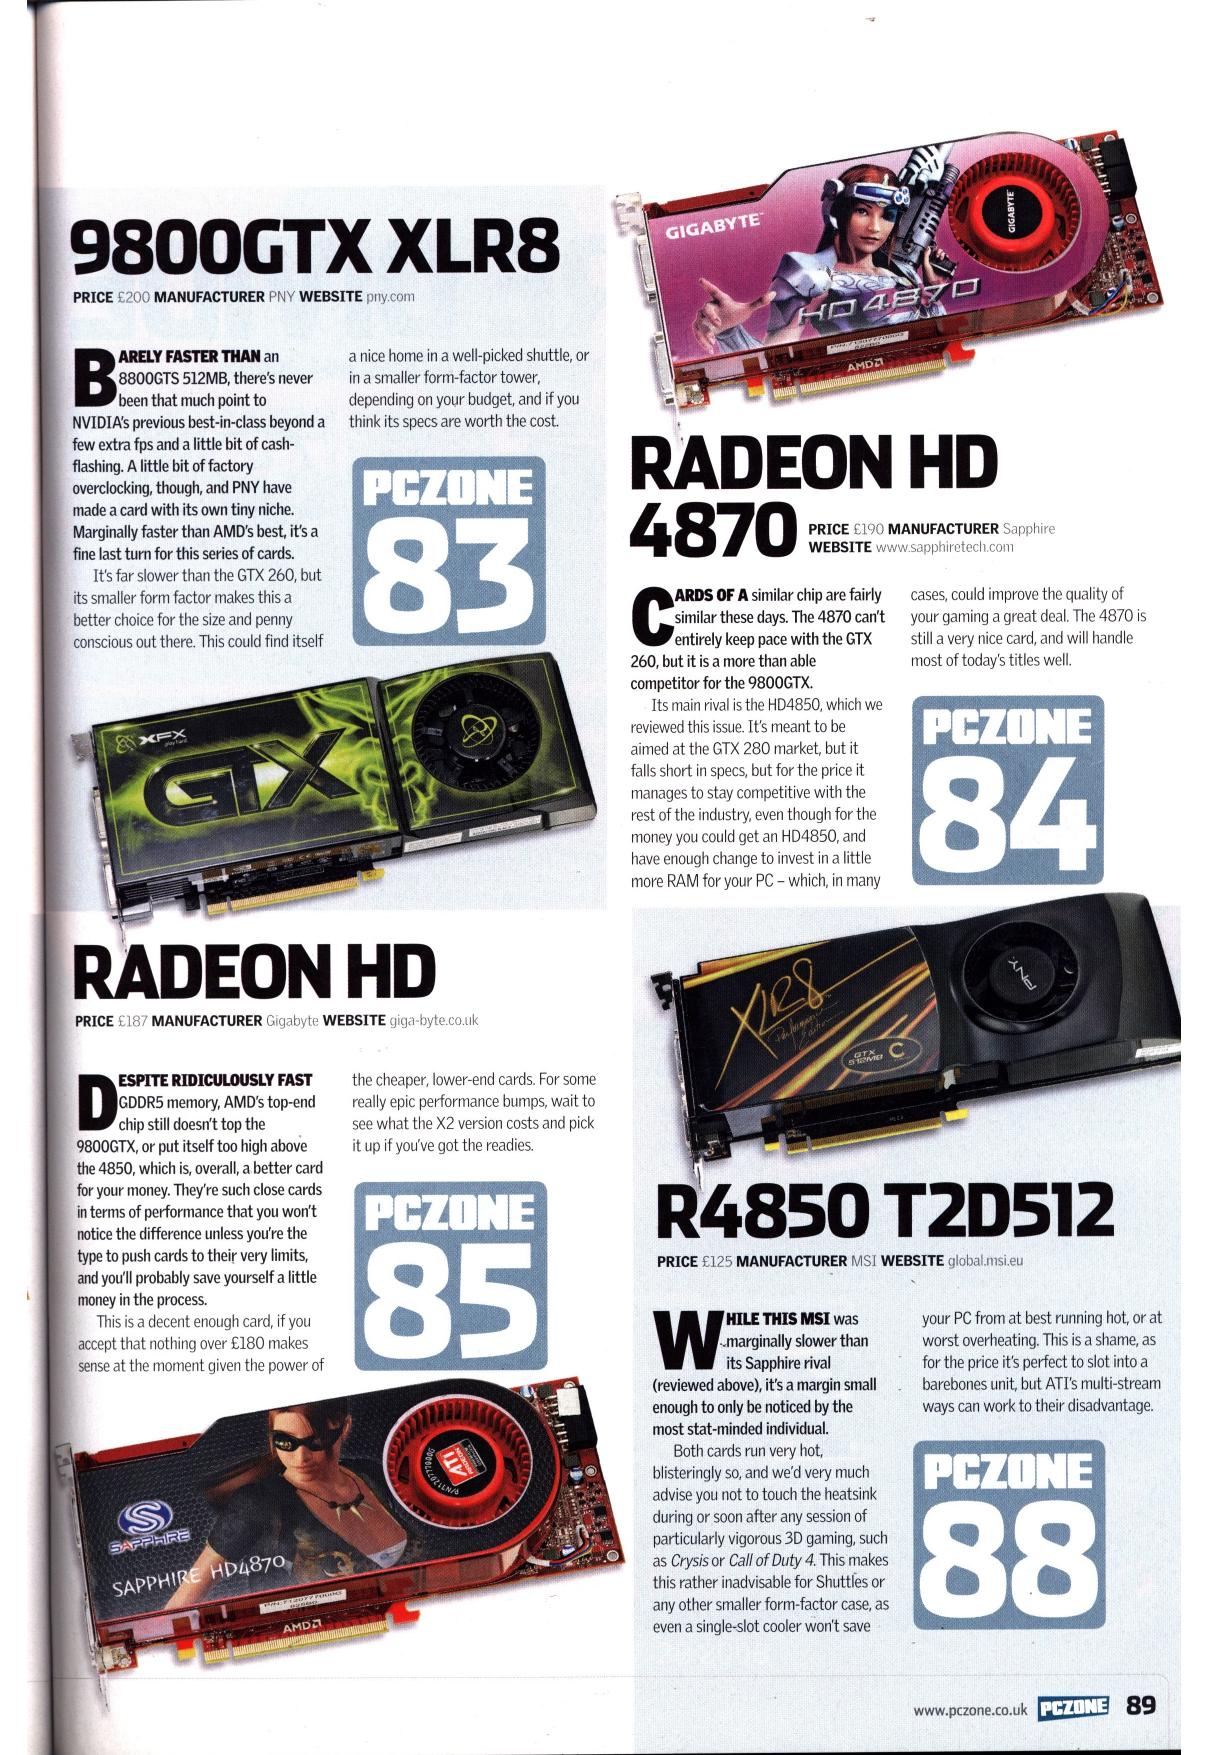 9800GTX XLR8
PRICE £200 MANUFACTURER PNY WEBSITE pny.com
BARELY FASTER THAN an
8800GTS 512MB, there's never
been that much point to
NVIDIA's previous best-in-class beyond a
few extra fps and a little bit of cash-
flashing. A little bit of factory
overclocking, though, and PNY have
made a card with its own tiny niche.
Marginally faster than AMD's best, it's a
fine last turn for this series of cards.
It's far slower than the GTX 260, but
its smaller form factor makes this a
better choice for the size and penny
conscious out there. This could find itself
a nice home in a well-picked shuttle, or
in a smaller form-factor tower,
depending on your budget, and if you
think its specs are worth the cost.
PCZONE
83
XFX
play hard
GTX
RADEON HD
PRICE £187 MANUFACTURER Gigabyte WEBSITE giga-byte.co.uk
DESPITE RIDICULOUSLY FAST
GDDR5 memory, AMD's top-end
chip still doesn't top the
9800GTX, or put itself too high above
the 4850, which is, overall, a better card
for your money. They're such close cards
in terms of performance that you won't
notice the difference unless you're the
type to push cards to their very limits,
and you'll probably save yourself a little
money in the process.
This is a decent enough card, if you
accept that nothing over £180 makes
sense at the moment given the power of
the cheaper, lower-end cards. For some
really epic performance bumps, wait to
see what the X2 version costs and pick
it up if you've got the readies.
PCZONE
85
SAPPHIRE
SAPPHIRE HD4870
ATI
RADEON
P/N7120777000G
P/N:7120777000G
AMD
GIGABYTE
GIGABYTE
HD 4870
AMD
RADEON HD
4870
PRICE £190 MANUFACTURER Sapphire
WEBSITE www.sapphiretech.com
CARDS OF A similar chip are fairly
similar these days. The 4870 can't
entirely keep pace with the GTX
260, but it is a more than able
competitor for the 9800GTX.
Its main rival is the HD4850, which we
reviewed this issue. It's meant to be
aimed at the GTX 280 market, but it
falls short in specs, but for the price it
manages to stay competitive with the
rest of the industry, even though for the
money you could get an HD4850, and
have enough change to invest in a little
more RAM for your PC – which, in many
cases, could improve the quality of
your gaming a great deal. The 4870 is
still a very nice card, and will handle
most of today's titles well.
PCZONE
84
XLR8
Performance
Edition
GTX
512MB C
PNY
R4850 T2D512
PRICE £125 MANUFACTURER MSI WEBSITE global.msi.eu
WHILE THIS MSI was
marginally slower than
its Sapphire rival
(reviewed above), it's a margin small
enough to only be noticed by the
most stat-minded individual.
Both cards run very hot,
blisteringly so, and we'd very much
advise you not to touch the heatsink
during or soon after any session of
particularly vigorous 3D gaming, such
as Crysis or Call of Duty 4. This makes
this rather inadvisable for Shuttles or
any other smaller form-factor case, as
even a single-slot cooler won't save
your PC from at best running hot, or at
worst overheating. This is a shame, as
for the price it's perfect to slot into a
barebones unit, but ATI's multi-stream
ways can work to their disadvantage.
PCZONE
88
www.pczone.co.uk PCZONE 89